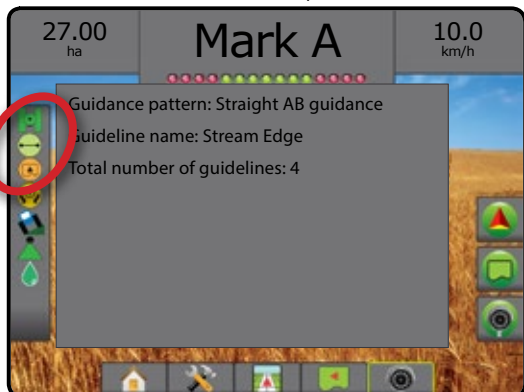 27.00
ha
Mark A
10.0
km/h
Guidance pattern: Straight AB guidance
Guideline name: Stream Edge
Total number of guidelines: 4